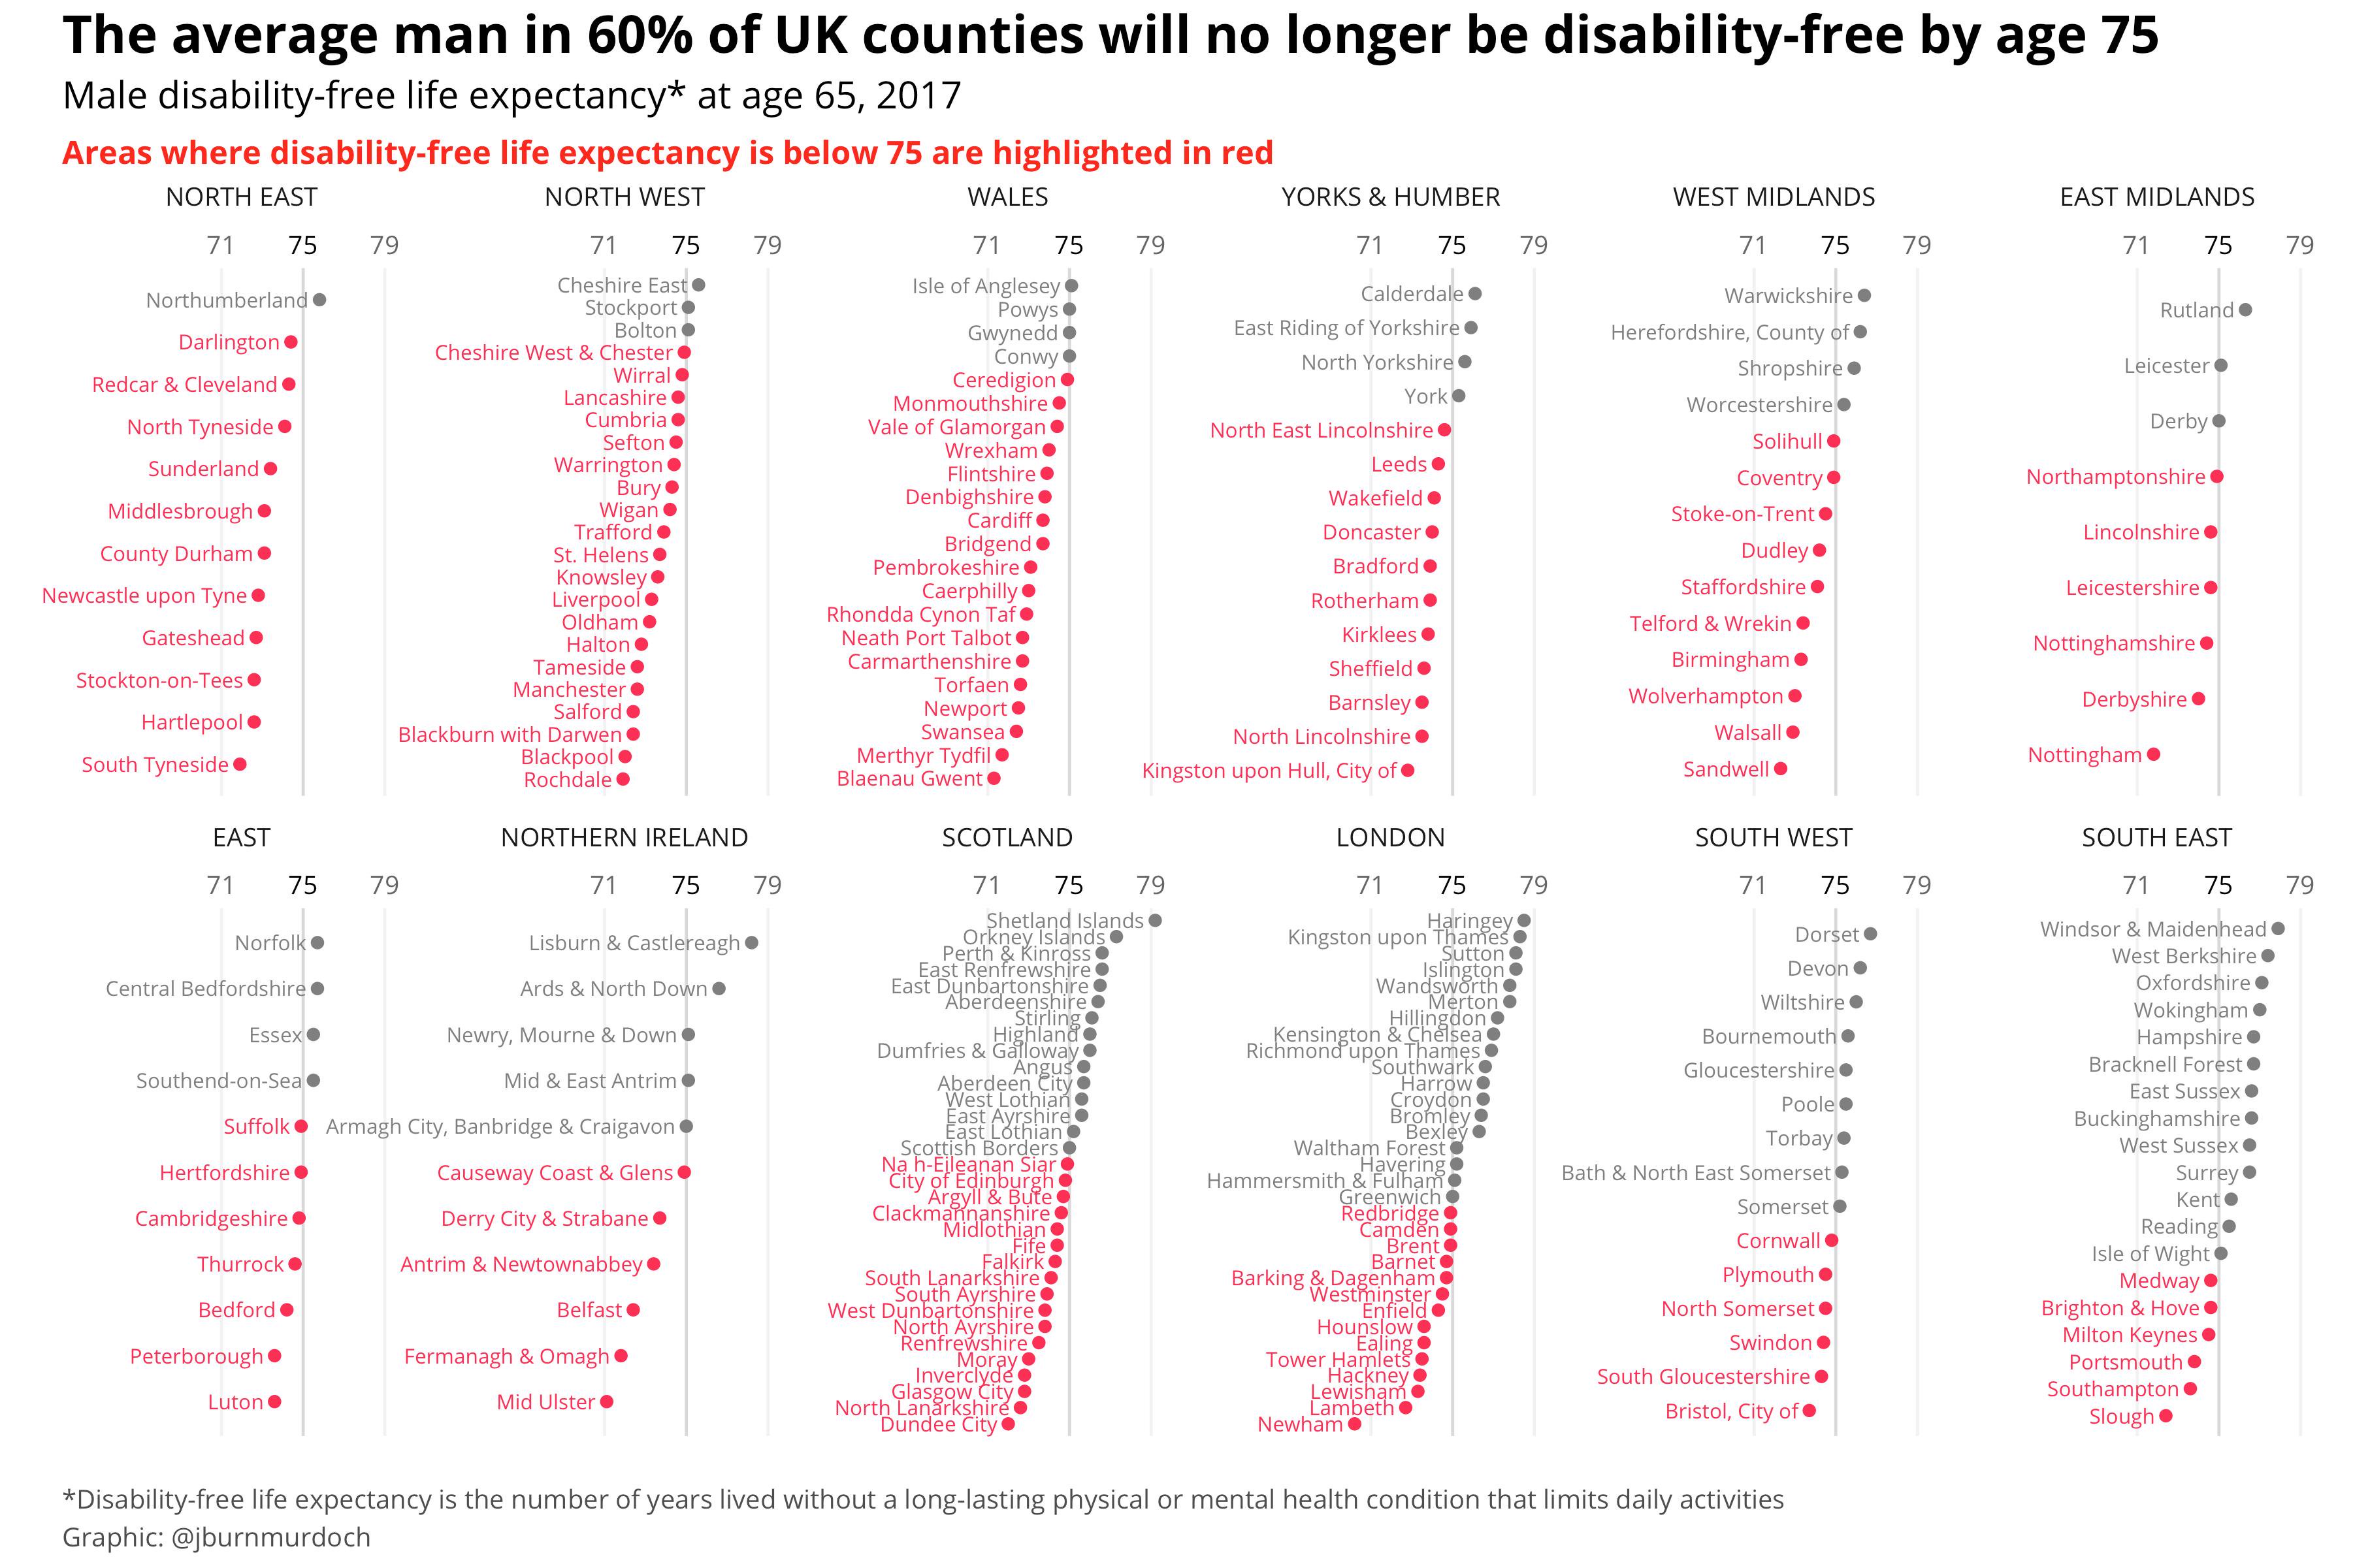 The average man in 60% of UK counties will no longer be disability-free by age 75
Male disability-free life expectancy* at age 65, 2017
Areas where disability-free life expectancy is below 75 are highlighted in red
NORTH EAST
71 75 79
Northumberland
Darlington
Redcar & Cleveland
North Tyneside
Sunderland
Middlesbrough
County Durham
Newcastle upon Tyne
Gateshead
Stockton-on-Tees
Hartlepool
South Tyneside
NORTH WEST
71 75 79
Cheshire East
Stockport
Bolton
Cheshire West & Chester
Wirral
Lancashire
Cumbria
Sefton
Warrington
Bury
Wigan
Trafford
St. Helens
Knowsley
Liverpool
Oldham
Halton
Tameside
Manchester
Salford
Blackburn with Darwen
Blackpool
Rochdale
WALES
71 75 79
Isle of Anglesey
Powys
Gwynedd
Conwy
Ceredigion
Monmouthshire
Vale of Glamorgan
Wrexham
Flintshire
Denbighshire
Cardiff
Bridgend
Pembrokeshire
Caerphilly
Rhondda Cynon Taf
Neath Port Talbot
Carmarthenshire
Torfaen
Newport
Swansea
Merthyr Tydfil
Blaenau Gwent
YORKS & HUMBER
71 75 79
Calderdale
East Riding of Yorkshire
North Yorkshire
York
North East Lincolnshire
Leeds
Wakefield
Doncaster
Bradford
Rotherham
Kirklees
Sheffield
Barnsley
North Lincolnshire
Kingston upon Hull, City of
WEST MIDLANDS
71 75 79
Warwickshire
Herefordshire, County of
Shropshire
Worcestershire
Solihull
Coventry
Stoke-on-Trent
Dudley
Staffordshire
Telford & Wrekin
Birmingham
Wolverhampton
Walsall
Sandwell
EAST MIDLANDS
71 75 79
Rutland
Leicester
Derby
Northamptonshire
Lincolnshire
Leicestershire
Nottinghamshire
Derbyshire
Nottingham
EAST
71 75 79
Norfolk
Central Bedfordshire
Essex
Southend-on-Sea
Suffolk
Hertfordshire
Cambridgeshire
Thurrock
Bedford
Peterborough
Luton
NORTHERN IRELAND
71 75 79
Lisburn & Castlereagh
Ards & North Down
Newry, Mourne & Down
Mid & East Antrim
Armagh City, Banbridge & Craigavon
Causeway Coast & Glens
Derry City & Strabane
Antrim & Newtownabbey
Belfast
Fermanagh & Omagh
Mid Ulster
SCOTLAND
71 75 79
Shetland Islands
Orkney Islands
Perth & Kinross
East Renfrewshire
East Dunbartonshire
Aberdeenshire
Stirling
Highland
Dumfries & Galloway
Angus
Aberdeen City
West Lothian
East Ayrshire
East Lothian
Scottish Borders
Na h-Eileanan Siar
City of Edinburgh
Argyll & Bute
Clackmannanshire
Midlothian
Fife
Falkirk
South Lanarkshire
South Ayrshire
West Dunbartonshire
North Ayrshire
Renfrewshire
Moray
Inverclyde
Glasgow City
North Lanarkshire
Dundee City
LONDON
71 75 79
Haringey
Kingston upon Thames
Sutton
Islington
Wandsworth
Merton
Hillingdon
Kensington & Chelsea
Richmond upon Thames
Southwark
Harrow
Croydon
Bromley
Bexley
Waltham Forest
Havering
Hammersmith & Fulham
Greenwich
Redbridge
Camden
Brent
Barnet
Barking & Dagenham
Westminster
Enfield
Hounslow
Ealing
Tower Hamlets
Hackney
Lewisham
Lambeth
Newham
SOUTH WEST
71 75 79
Dorset
Devon
Wiltshire
Bournemouth
Gloucestershire
Poole
Torbay
Bath & North East Somerset
Somerset
Cornwall
Plymouth
North Somerset
Swindon
South Gloucestershire
Bristol, City of
SOUTH EAST
71 75 79
Windsor & Maidenhead
West Berkshire
Oxfordshire
Wokingham
Hampshire
Bracknell Forest
East Sussex
Buckinghamshire
West Sussex
Surrey
Kent
Reading
Isle of Wight
Medway
Brighton & Hove
Milton Keynes
Portsmouth
Southampton
Slough
*Disability-free life expectancy is the number of years lived without a long-lasting physical or mental health condition that limits daily activities
Graphic: @jburnmurdoch